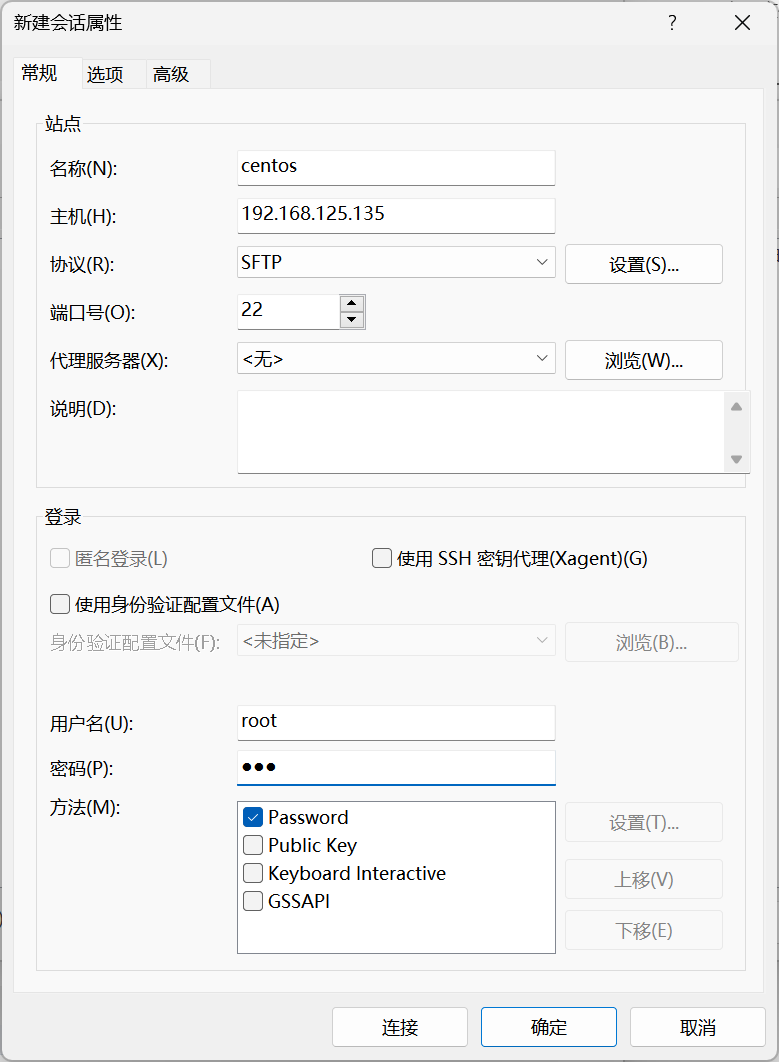 新建会话属性 ?
常规 选项 高级
站点
名称(N): centos
主机(H): 192.168.125.135
协议(R): SFTP 设置(S)...
端口号(O): 22
代理服务器(X): <无> 浏览(W)...
说明(D):
登录
匿名登录(L) 使用 SSH 密钥代理(Xagent)(G)
使用身份验证配置文件(A)
身份验证配置文件(F): <未指定> 浏览(B)...
用户名(U): root
密码(P): ●●●
方法(M): Password 设置(T)...
Public Key
Keyboard Interactive 上移(V)
GSSAPI
下移(E)
连接 确定 取消